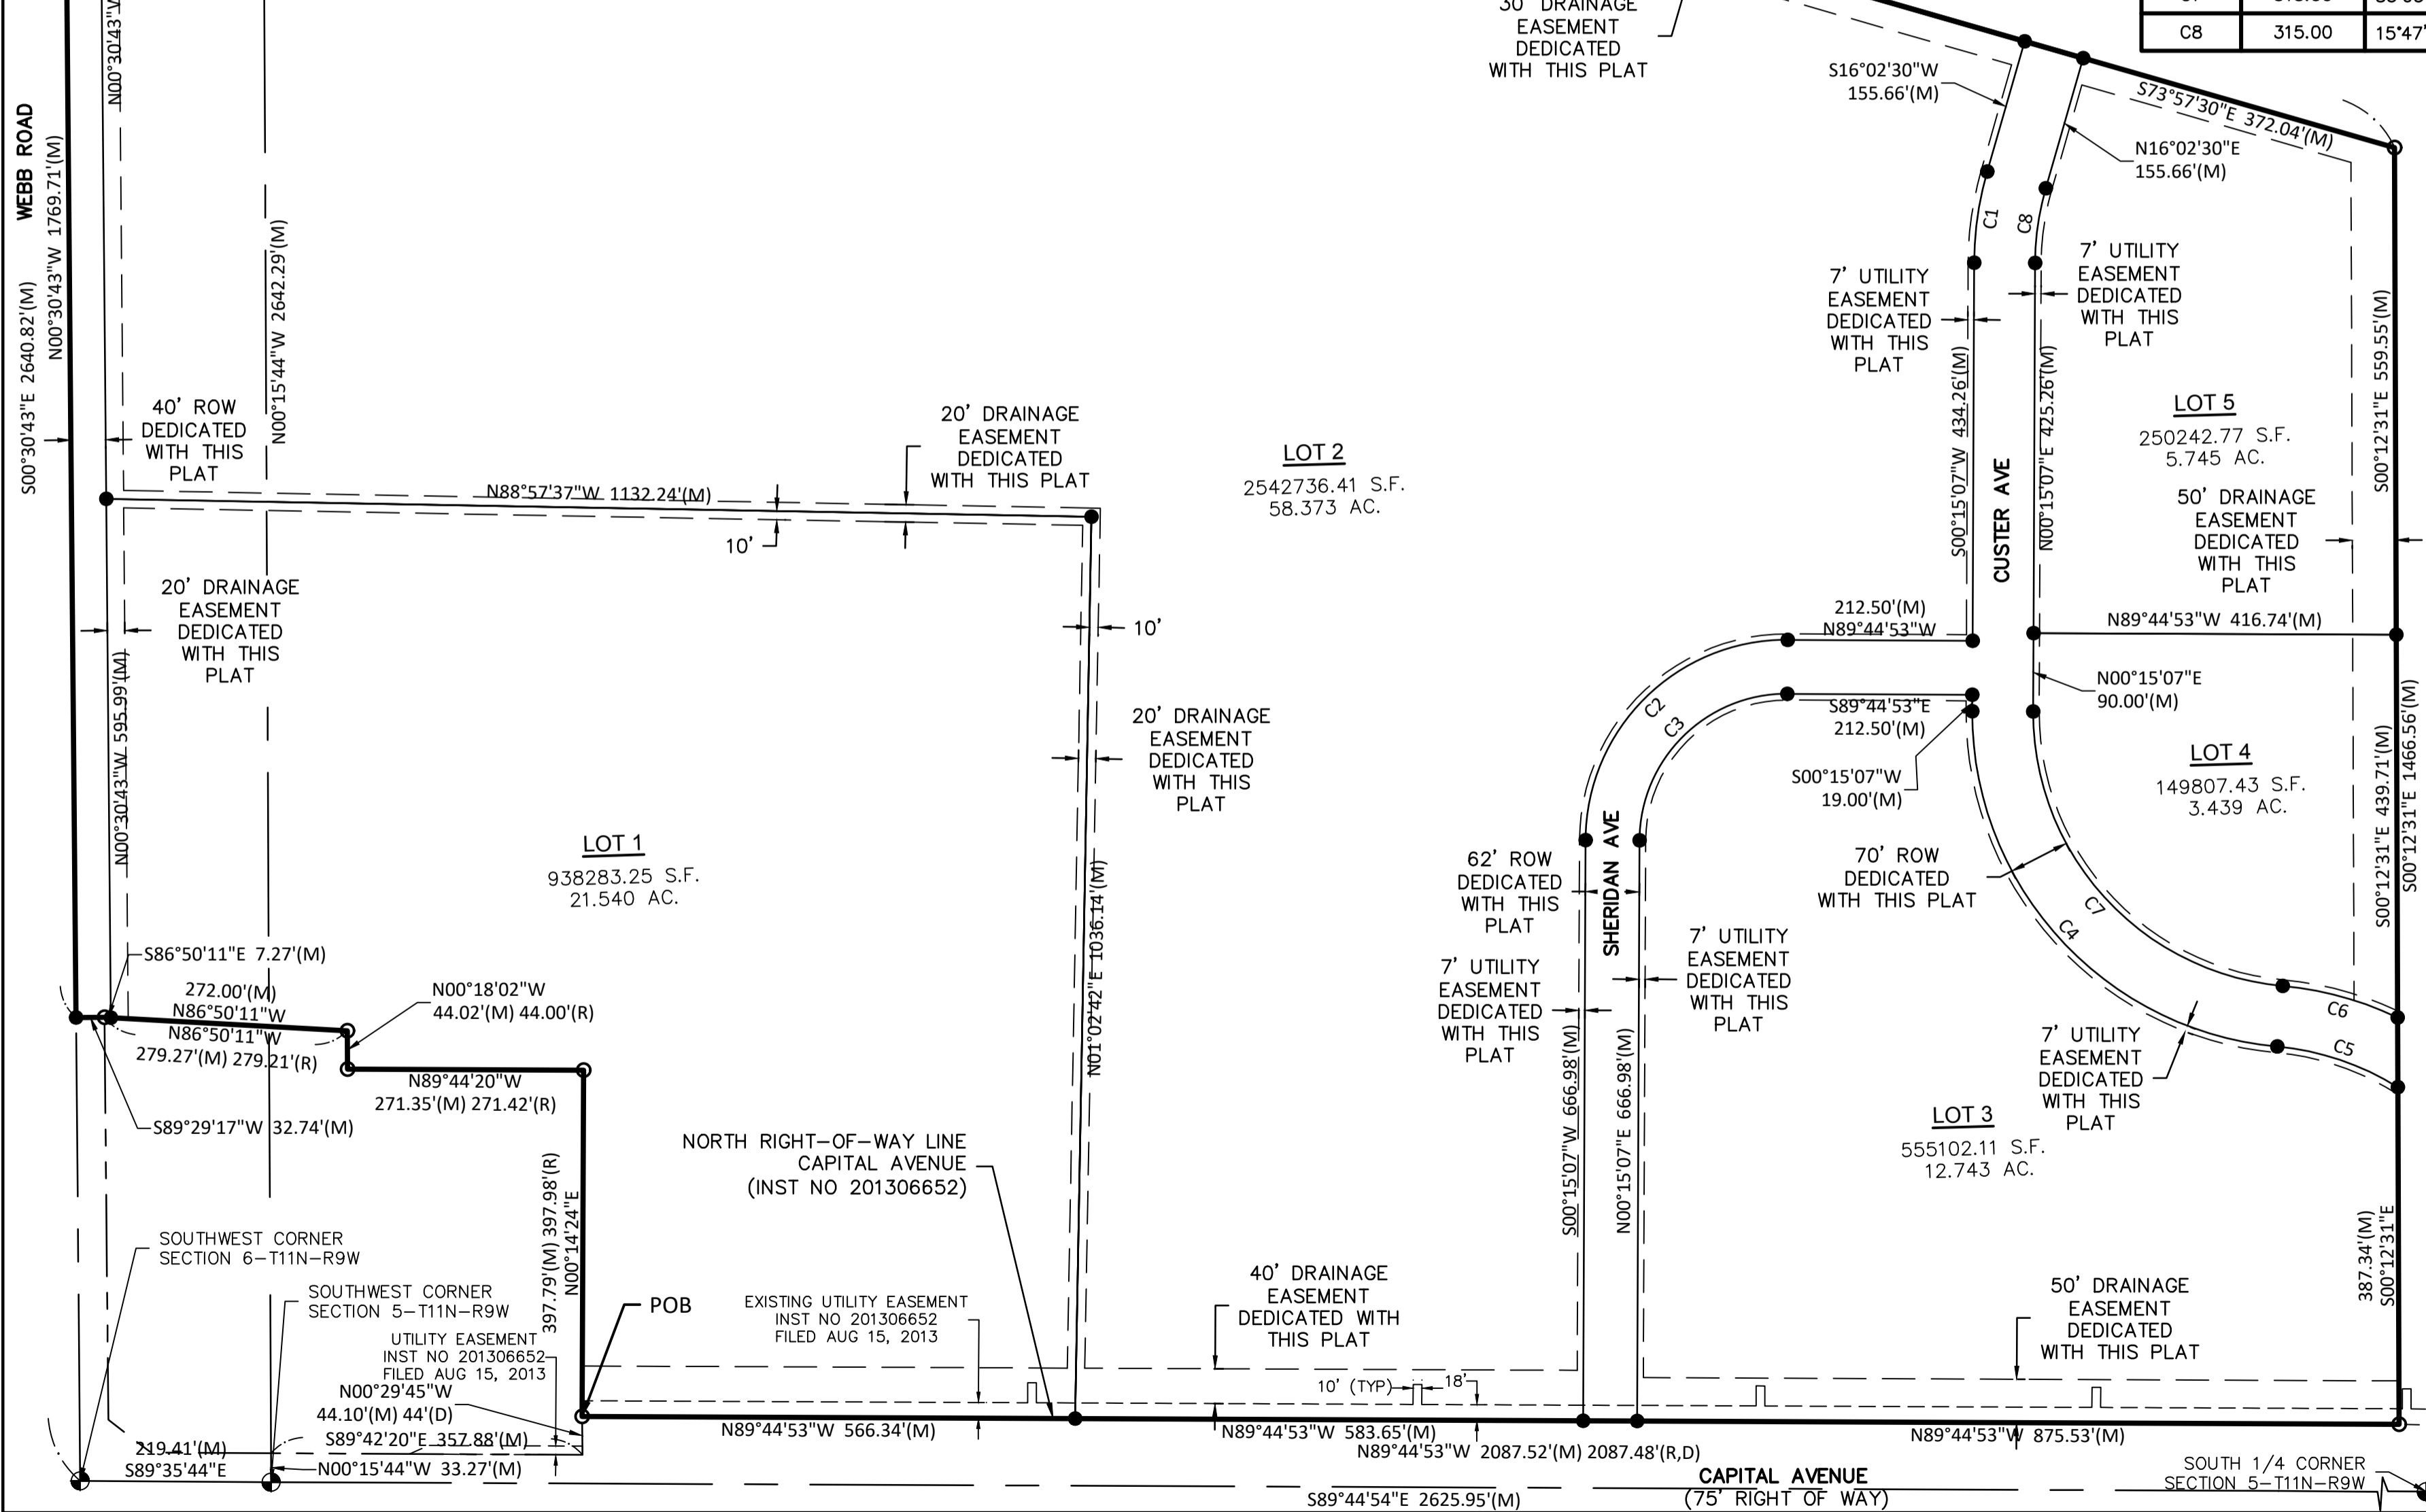 30' DRAINAGE
EASEMENT
DEDICATED
WITH THIS PLAT
C8 315.00 15°47'
S16°02'30"W
155.66'(M)
S73°57'30"E 372.04'(M)
N16°02'30"E
155.66'(M)
C1
C8
WEBB ROAD
S00°30'43"E 2640.82'(M)
N00°30'43"W 1769.71'(M)
N00°30'43"W
N00°15'44"W 2642.29'(M)
7' UTILITY
EASEMENT
DEDICATED
WITH THIS
PLAT
7' UTILITY
EASEMENT
DEDICATED
WITH THIS
PLAT
S00°15'07"W 434.26'(M)
N00°15'07"E 425.26'(M)
CUSTER AVE
LOT 5
250242.77 S.F.
5.745 AC.
S00°12'31"E 559.55'(M)
50' DRAINAGE
EASEMENT
DEDICATED
WITH THIS
PLAT
40' ROW
DEDICATED
WITH THIS
PLAT
20' DRAINAGE
EASEMENT
DEDICATED
WITH THIS PLAT
LOT 2
2542736.41 S.F.
58.373 AC.
N88°57'37"W 1132.24'(M)
10'
20' DRAINAGE
EASEMENT
DEDICATED
WITH THIS
PLAT
10'
N00°30'43"W 595.99'(M)
212.50'(M)
N89°44'53"W
N89°44'53"W 416.74'(M)
N00°15'07"E
90.00'(M)
S89°44'53"E
212.50'(M)
C2
C3
20' DRAINAGE
EASEMENT
DEDICATED
WITH THIS
PLAT
S00°15'07"W
19.00'(M)
LOT 4
149807.43 S.F.
3.439 AC.
S00°12'31"E 439.71'(M)
S00°12'31"E 1466.56'(M)
LOT 1
938283.25 S.F.
21.540 AC.
N01°02'42"E 1036.14'(M)
62' ROW
DEDICATED
WITH THIS
PLAT
SHERIDAN AVE
70' ROW
DEDICATED
WITH THIS PLAT
C7
C4
7' UTILITY
EASEMENT
DEDICATED
WITH THIS
PLAT
7' UTILITY
EASEMENT
DEDICATED
WITH THIS
PLAT
S86°50'11"E 7.27'(M)
272.00'(M)
N86°50'11"W
N86°50'11"W
279.27'(M) 279.21'(R)
N00°18'02"W
44.02'(M) 44.00'(R)
C6
C5
7' UTILITY
EASEMENT
DEDICATED
WITH THIS
PLAT
N89°44'20"W
271.35'(M) 271.42'(R)
S89°29'17"W 32.74'(M)
S00°15'07"W 666.98'(M)
N00°15'07"E 666.98'(M)
LOT 3
555102.11 S.F.
12.743 AC.
NORTH RIGHT-OF-WAY LINE
CAPITAL AVENUE
(INST NO 201306652)
397.79'(M) 397.98'(R)
N00°14'24"E
SOUTHWEST CORNER
SECTION 6-T11N-R9W
SOUTHWEST CORNER
SECTION 5-T11N-R9W
387.34'(M)
S00°12'31"E
POB
EXISTING UTILITY EASEMENT
INST NO 201306652
FILED AUG 15, 2013
40' DRAINAGE
EASEMENT
DEDICATED WITH
THIS PLAT
50' DRAINAGE
EASEMENT
DEDICATED
WITH THIS PLAT
UTILITY EASEMENT
INST NO 201306652
FILED AUG 15, 2013
N00°29'45"W
44.10'(M) 44'(D)
10' (TYP)
18'
N89°44'53"W 566.34'(M)
N89°44'53"W 583.65'(M)
N89°44'53"W 875.53'(M)
N89°44'53"W 2087.52'(M) 2087.48'(R,D)
219.41'(M)
S89°35'44"E
S89°42'20"E 357.88'(M)
N00°15'44"W 33.27'(M)
SOUTH 1/4 CORNER
SECTION 5-T11N-R9W
CAPITAL AVENUE
(75' RIGHT OF WAY)
S89°44'54"E 2625.95'(M)